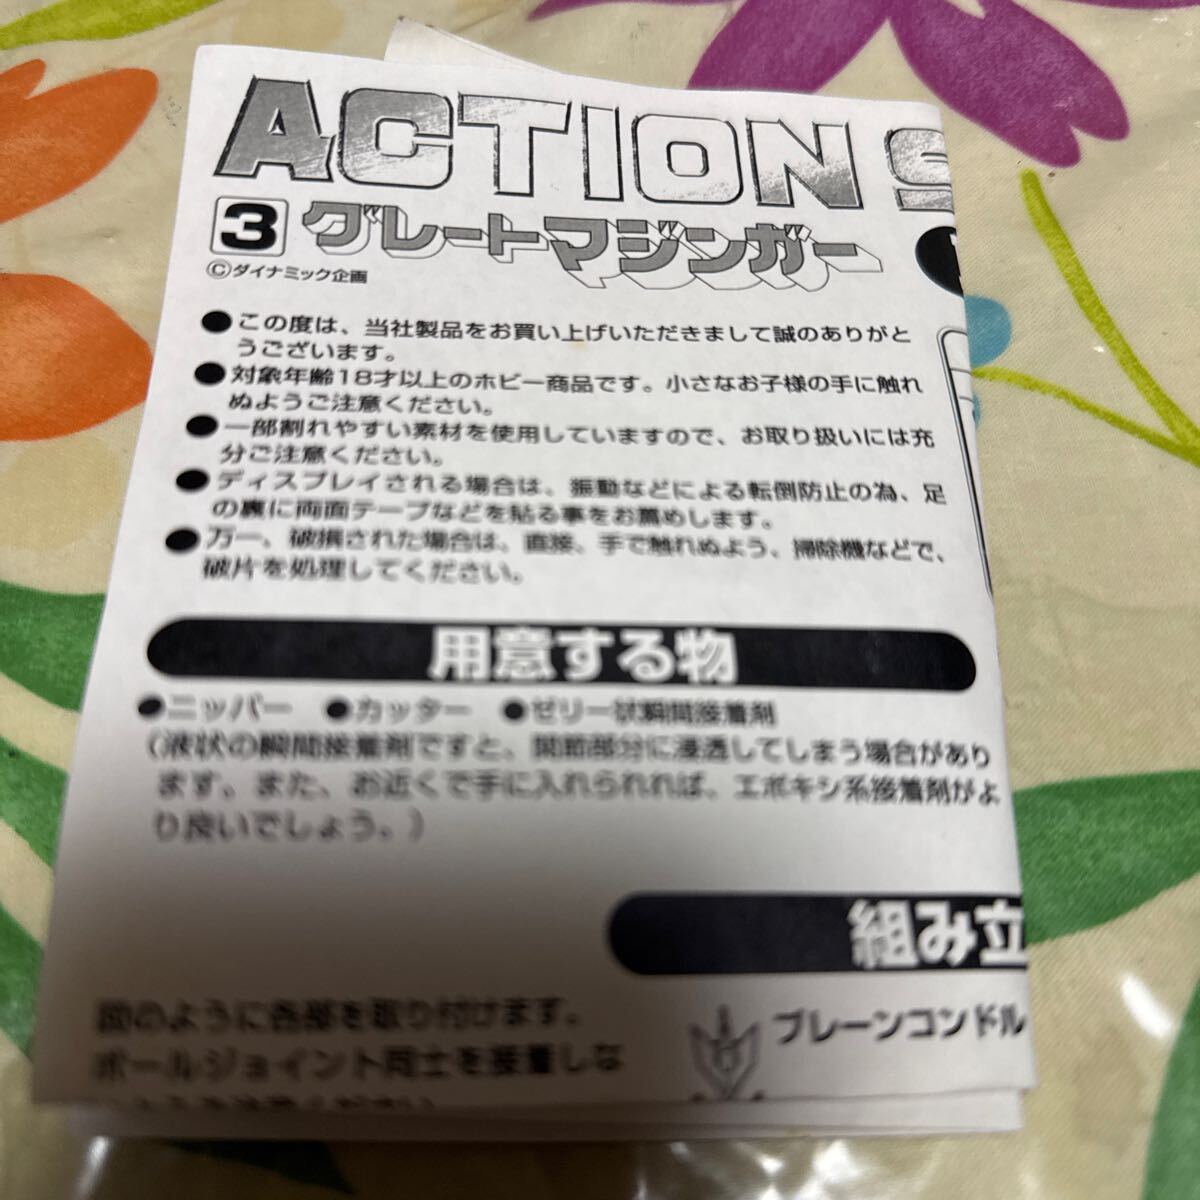 ACTION S
3 グレートマジンガー
©ダイナミック企画
●この度は、当社製品をお買い上げいただきまして誠のありがと
うございます。
●対象年齢18才以上のホビー商品です。小さなお子様の手に触れ
ぬようご注意ください。
●一部割れやすい素材を使用していますので、お取り扱いには充
分ご注意ください。
●ディスプレイされる場合は、振動などによる転倒防止の為、足
の裏に両面テープなどを貼る事をお薦めします。
●万一、破損された場合は、直接、手で触れぬよう、掃除機などで、
破片を処理してください。
用意する物
●ニッパー ●カッター ●ゼリー状瞬間接着剤
(液状の瞬間接着剤ですと、関節部分に浸透してしまう場合があり
ます。また、お近くで手に入れられれば、エポキシ系接着剤がよ
り良いでしょう。)
組み立
ブレーンコンドル
図のように各部を取り付けます。
ボールジョイント同士を接着しな